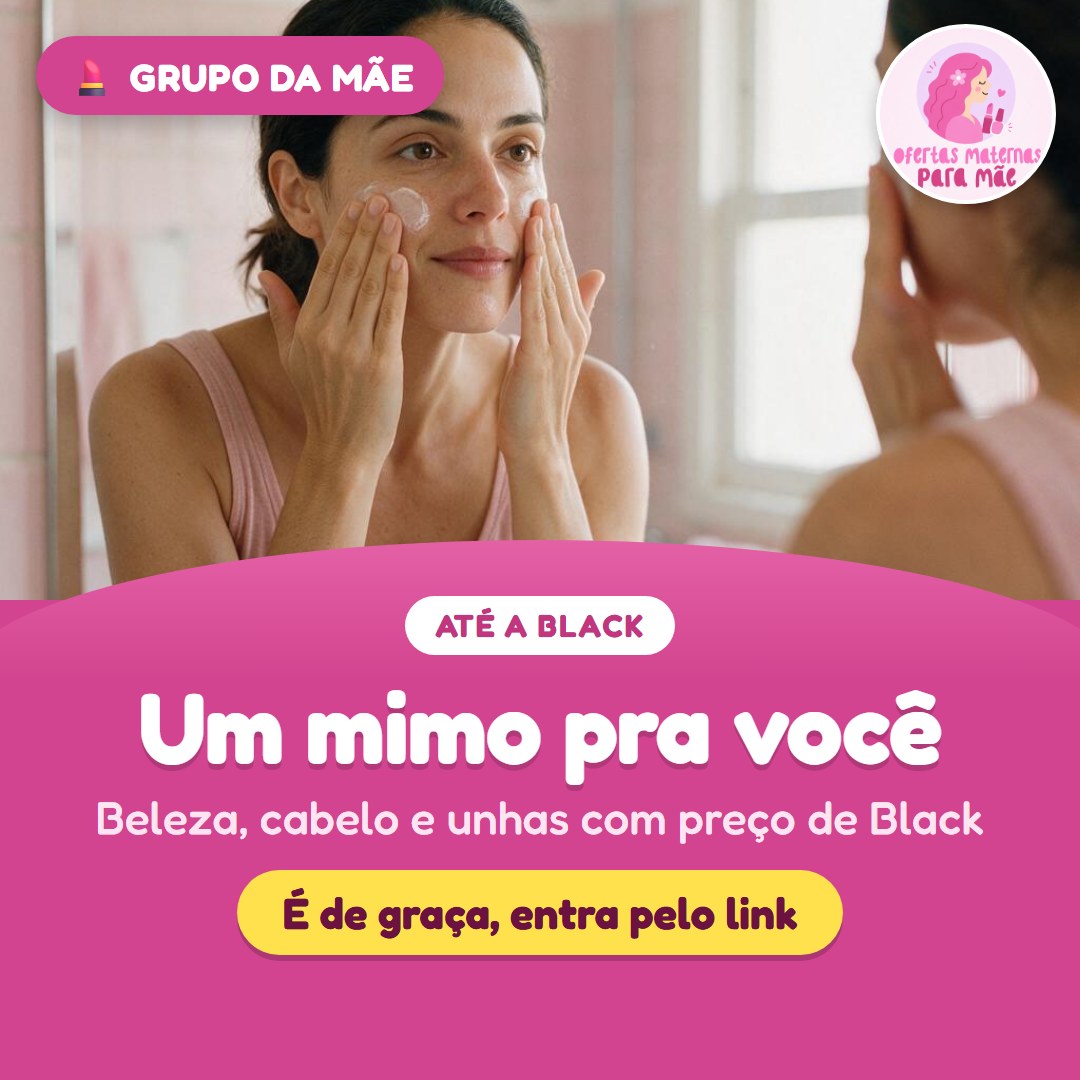 GRUPO DA MÃE
ofertas maternas
para mãe
ATÉ A BLACK
Um mimo pra você
Beleza, cabelo e unhas com preço de Black
É de graça, entra pelo link